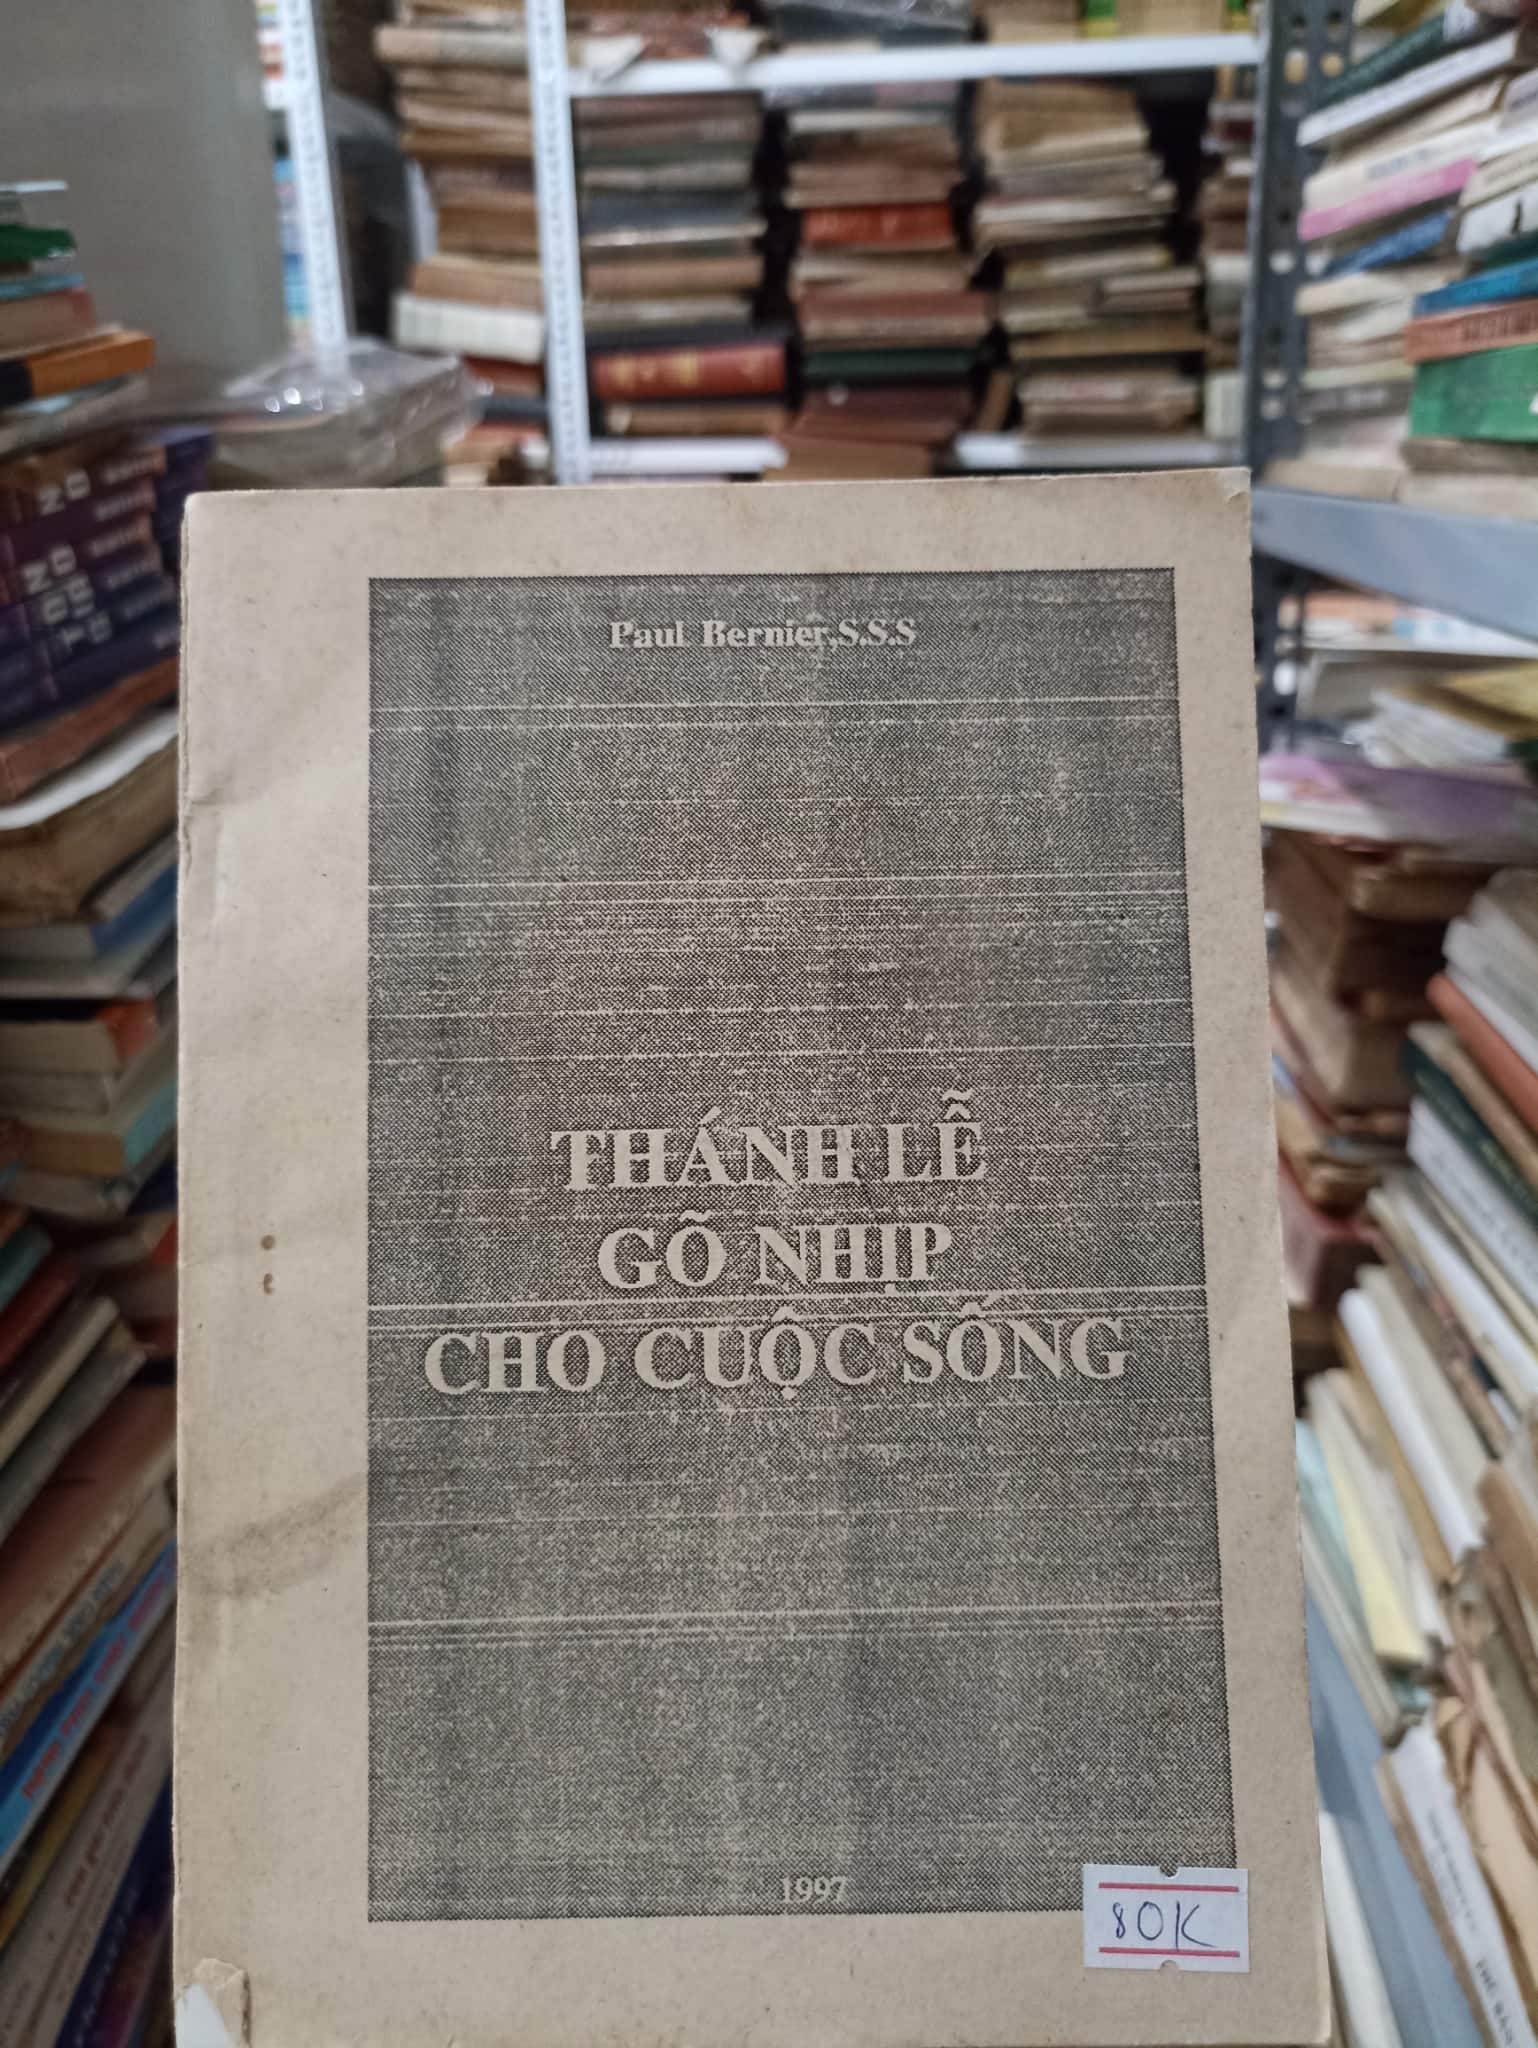 Paul Bernier,S.S.S
THÁNH LỄ
GÕ NHỊP
CHO CUỘC SỐNG
1997
80K